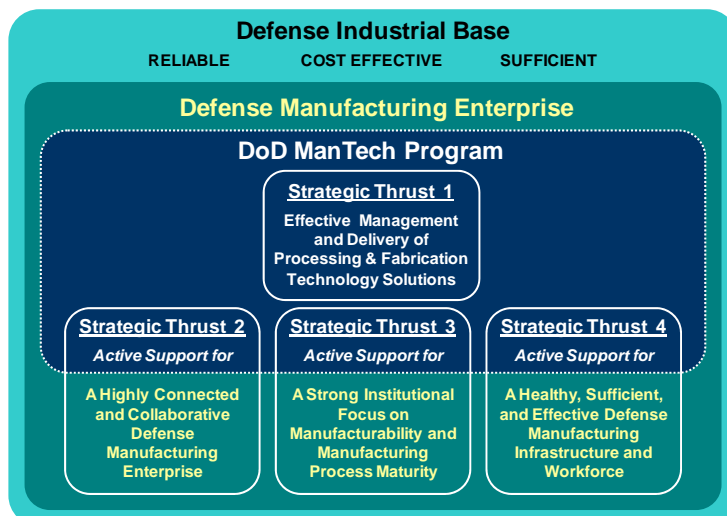 Defense Industrial Base
RELIABLE COST EFFECTIVE SUFFICIENT
Defense Manufacturing Enterprise
DoD ManTech Program
Strategic Thrust 1
Effective Management
and Delivery of
Processing & Fabrication
Technology Solutions
Strategic Thrust 2
Active Support for
A Highly Connected
and Collaborative
Defense
Manufacturing
Enterprise
Strategic Thrust 3
Active Support for
A Strong Institutional
Focus on
Manufacturability and
Manufacturing
Process Maturity
Strategic Thrust 4
Active Support for
A Healthy, Sufficient,
and Effective Defense
Manufacturing
Infrastructure and
Workforce